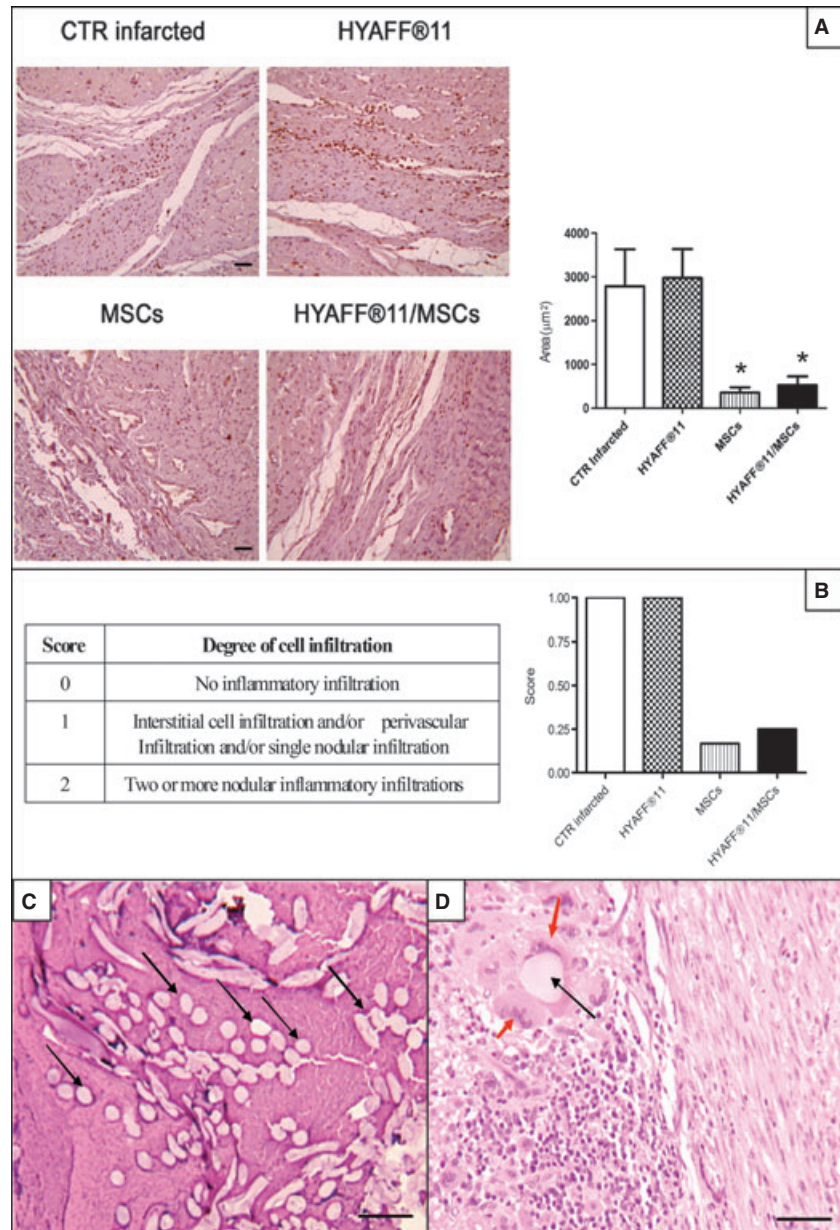 CTR infarcted
HYAFF®11
A
MSCs
HYAFF®11/MSCs
4000
3000
2000
1000
0
Area(μm²)
*
*
CTR Infarcted
HYAFF®11
MSCs
HYAFF®11/MSCs
B
Score
Degree of cell infiltration
0
No inflammatory infiltration
1
Interstitial cell infiltration and/or perivascular
Infiltration and/or single nodular infiltration
2
Two or more nodular inflammatory infiltrations
1.00
0.75
0.50
0.25
0.00
Score
CTR infarcted
HYAFF®11
MSCs
HYAFF®11/MSCs
C
D